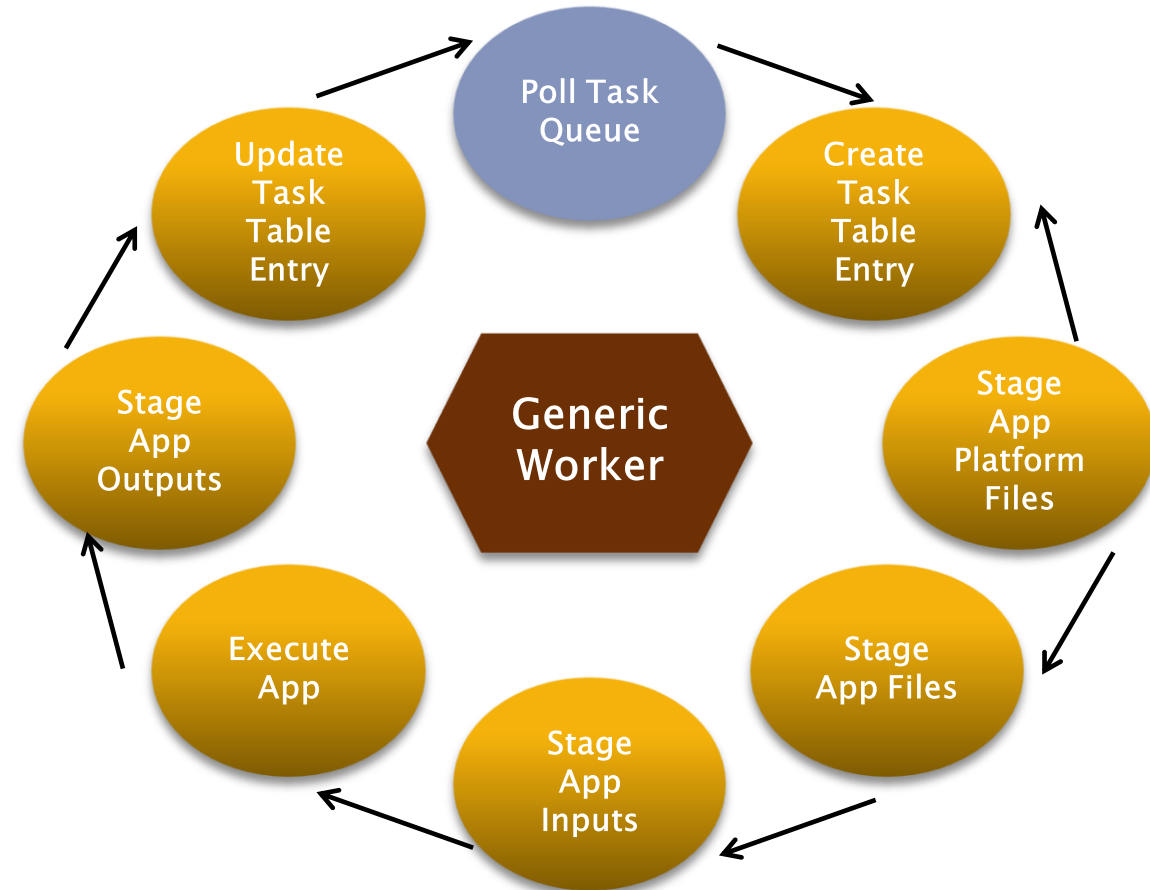 Poll Task
Queue
Create
Task
Table
Entry
Stage
App
Platform
Files
Stage
App Files
Stage
App
Inputs
Execute
App
Stage
App
Outputs
Update
Task
Table
Entry
Generic
Worker